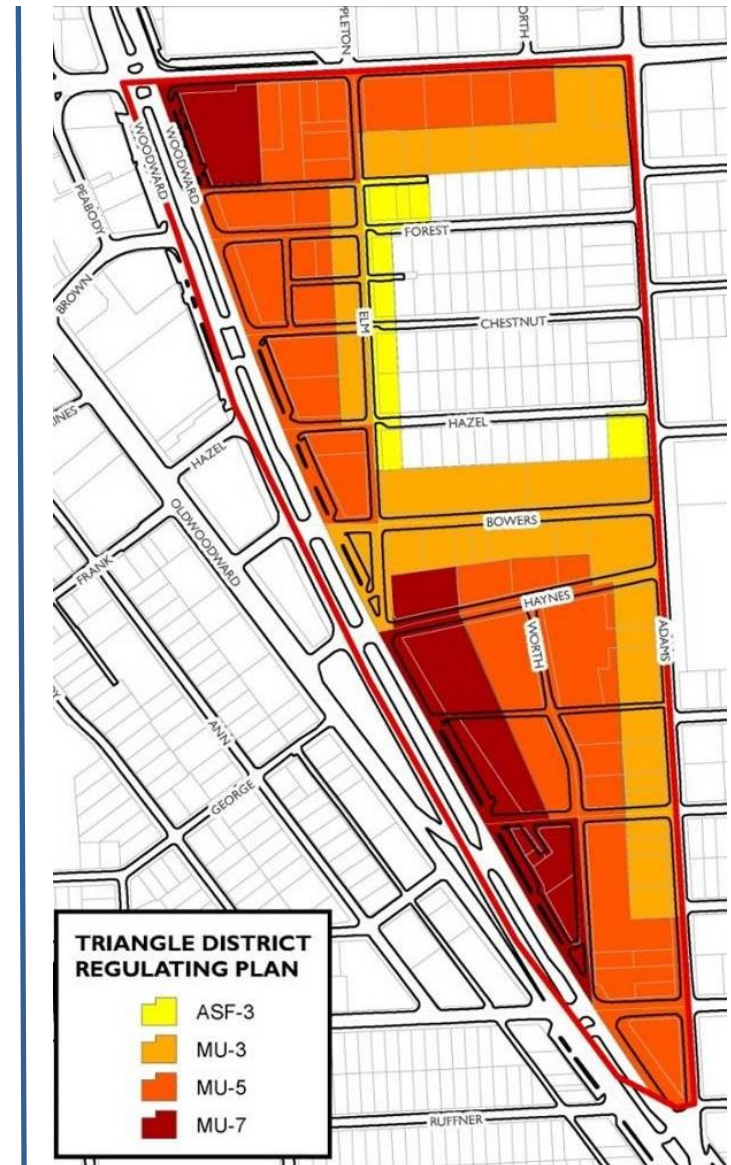 PLETON
ORTH
WOODWARD
WOODWARD
PEABODY
BROWN
FOREST
ELM
CHESTNUT
INES
HAZEL
HAZEL
OLDWOODWARD
BOWERS
FRANK
HAYNES
WORTH
ADAMS
ANN
GEORGE
TRIANGLE DISTRICT
REGULATING PLAN
ASF-3
MU-3
MU-5
MU-7
RUFFNER